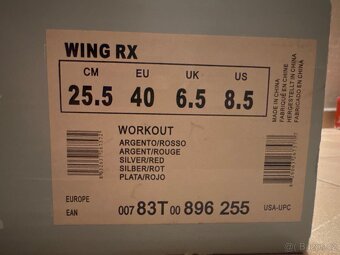 WING RX
CM EU UK US
25.5 40 6.5 8.5
MADE IN CHINA
FABRIQUÉ EN CHINE
HERGESTELLT IN CHINA
FABRICADO EN CHINA
WORKOUT
ARGENTO/ROSSO
ARGENT/ROUGE
SILVER/RED
SILBER/ROT
PLATA/ROJO
EUROPE
EAN
007 83T 00 896 255
USA-UPC